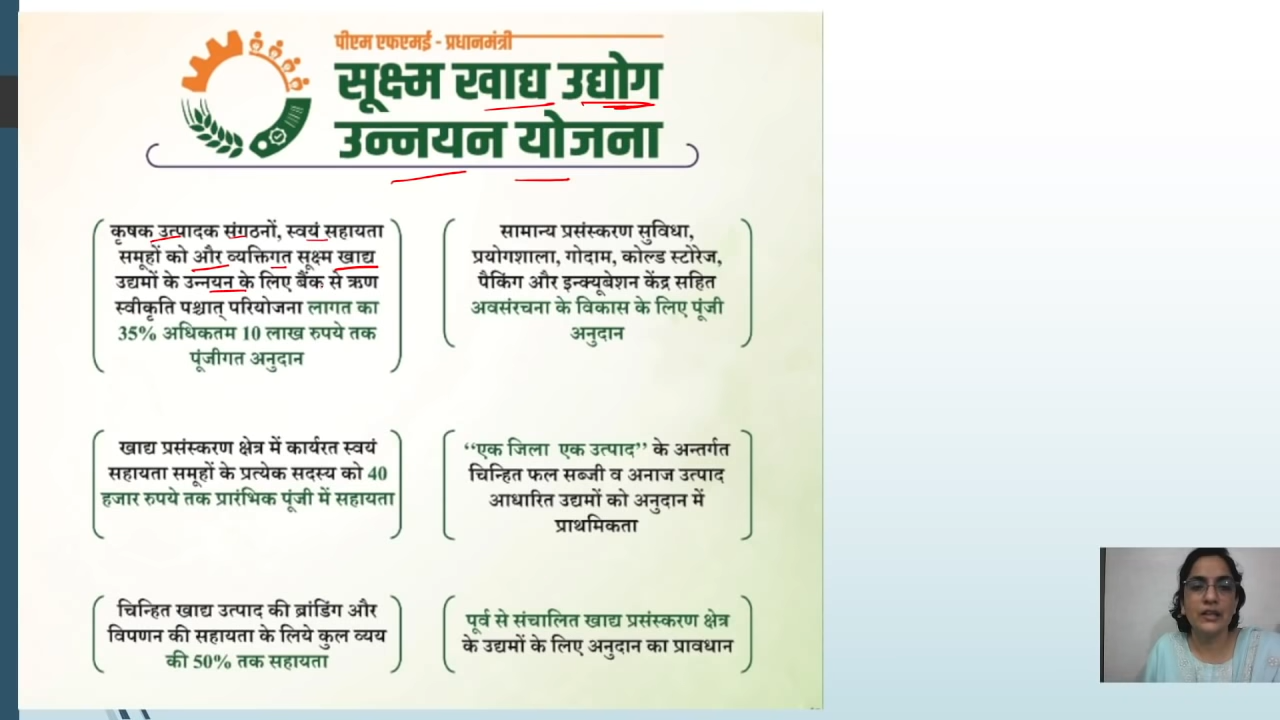 पीएम एफएमई - प्रधानमंत्री
सूक्ष्म खाद्य उद्योग
उन्नयन योजना
कृषक उत्पादक संगठनों, स्वयं सहायता
समूहों को और व्यक्तिगत सूक्ष्म खाद्य
उद्यमों के उन्नयन के लिए बैंक से ऋण
स्वीकृति पश्चात् परियोजना लागत का
35% अधिकतम 10 लाख रुपये तक
पूंजीगत अनुदान
सामान्य प्रसंस्करण सुविधा,
प्रयोगशाला, गोदाम, कोल्ड स्टोरेज,
पैकिंग और इन्क्यूबेशन केंद्र सहित
अवसंरचना के विकास के लिए पूंजी
अनुदान
खाद्य प्रसंस्करण क्षेत्र में कार्यरत स्वयं
सहायता समूहों के प्रत्येक सदस्य को 40
हजार रुपये तक प्रारंभिक पूंजी में सहायता
“एक जिला एक उत्पाद” के अन्तर्गत
चिन्हित फल सब्जी व अनाज उत्पाद
आधारित उद्यमों को अनुदान में
प्राथमिकता
चिन्हित खाद्य उत्पाद की ब्रांडिंग और
विपणन की सहायता के लिये कुल व्यय
की 50% तक सहायता
पूर्व से संचालित खाद्य प्रसंस्करण क्षेत्र
के उद्यमों के लिए अनुदान का प्रावधान